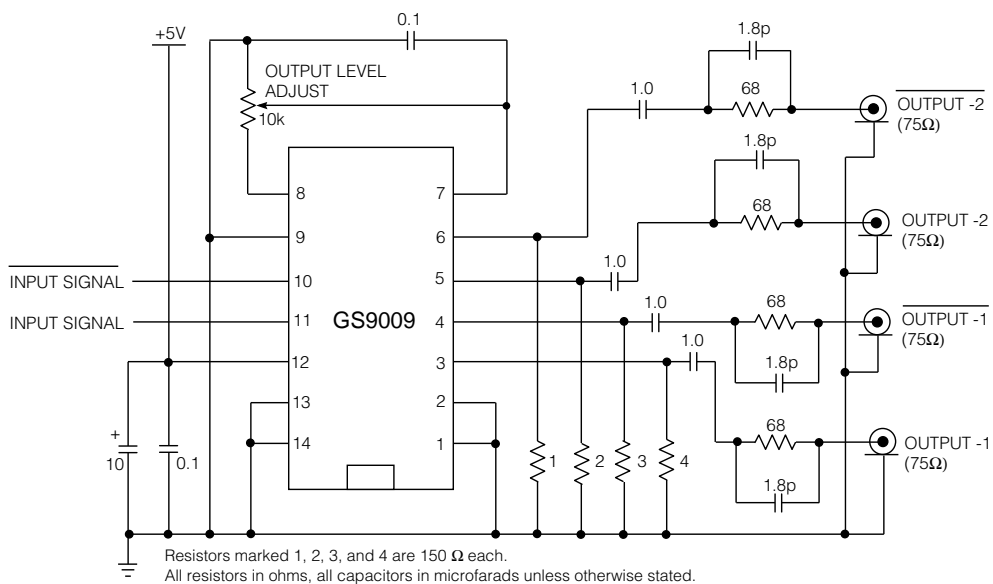 +5V
0.1
OUTPUT LEVEL
ADJUST
10k
1.8p
68
1.0
OUTPUT -2
(75Ω)
1.8p
68
1.0
OUTPUT -2
(75Ω)
8
7
9
6
INPUT SIGNAL
10
5
INPUT SIGNAL
11
GS9009
4
12
3
13
2
14
1
1.0
68
1.8p
OUTPUT -1
(75Ω)
1.0
68
1.8p
OUTPUT -1
(75Ω)
+
10
0.1
1
2
3
4
Resistors marked 1, 2, 3, and 4 are 150 Ω each.
All resistors in ohms, all capacitors in microfarads unless otherwise stated.